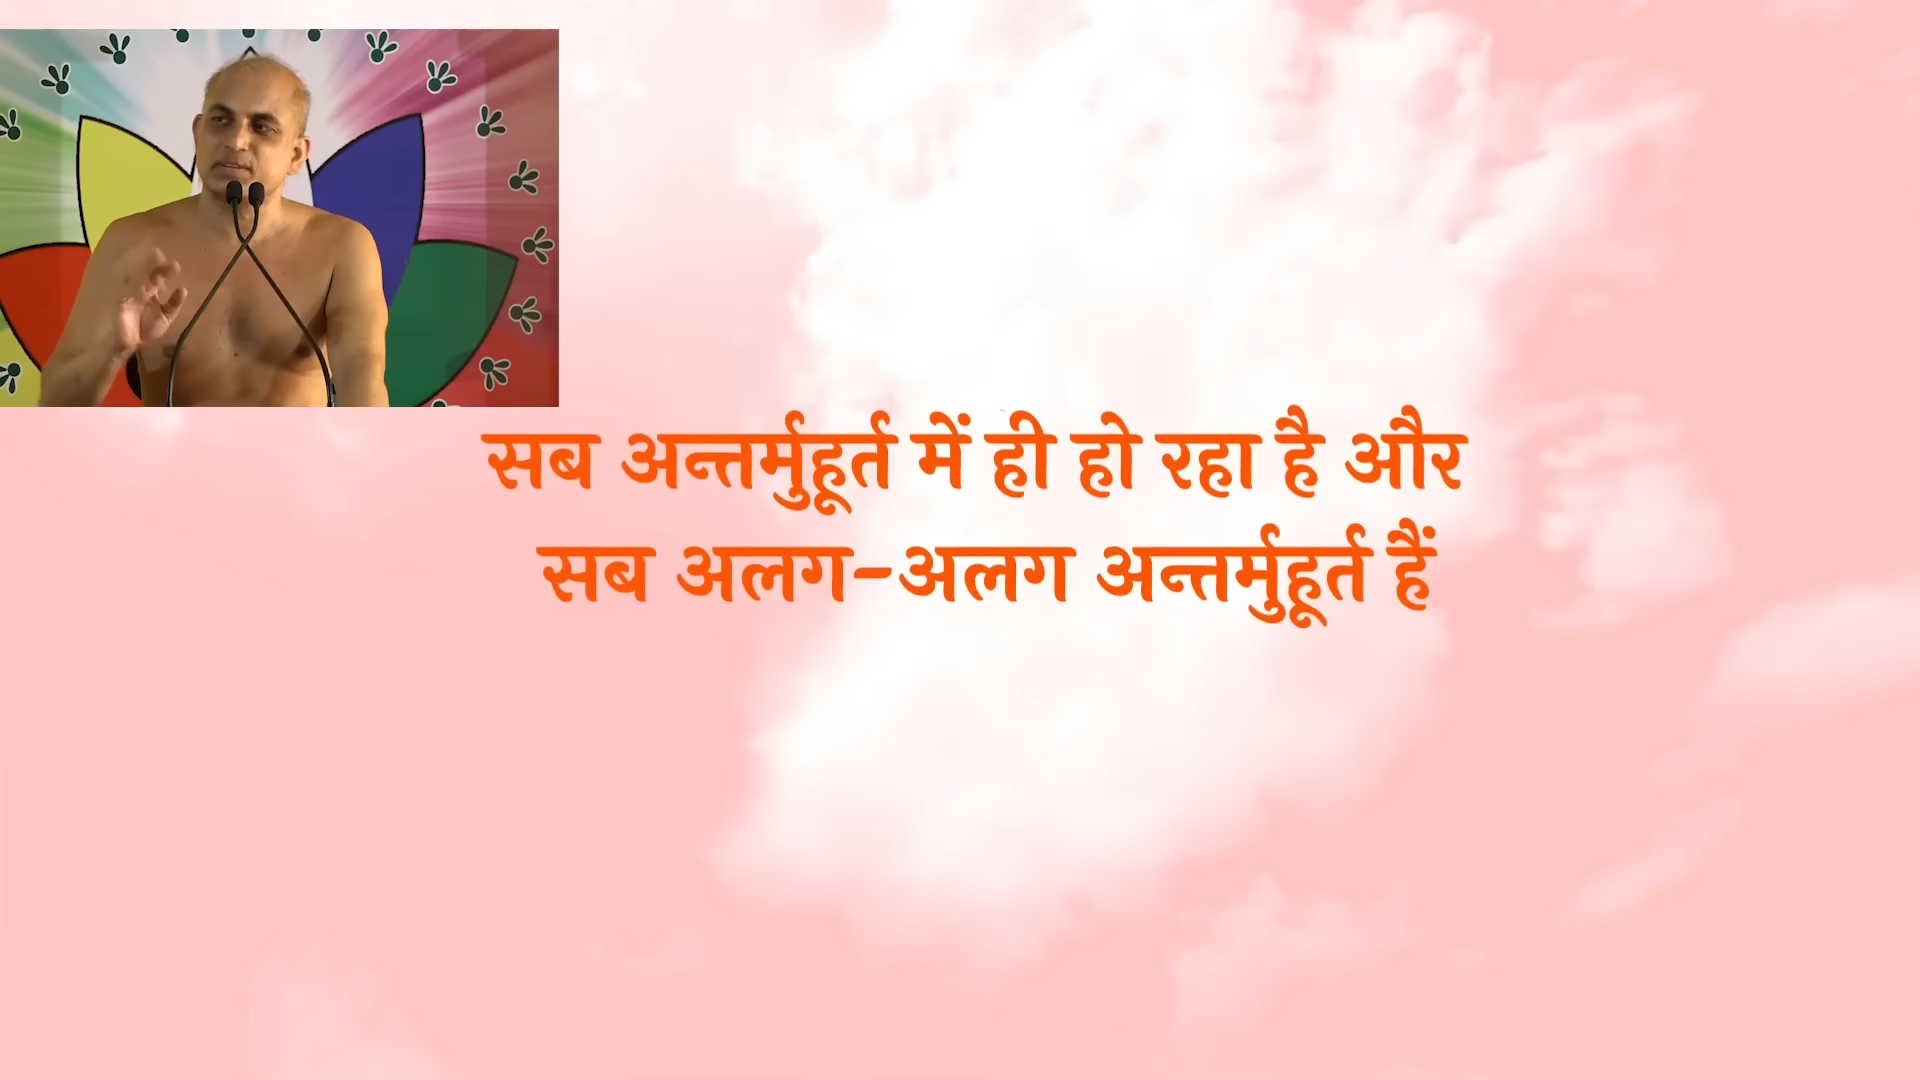 सब अन्तर्मुहूर्त में ही हो रहा है और
सब अलग-अलग अन्तर्मुहूर्त हैं